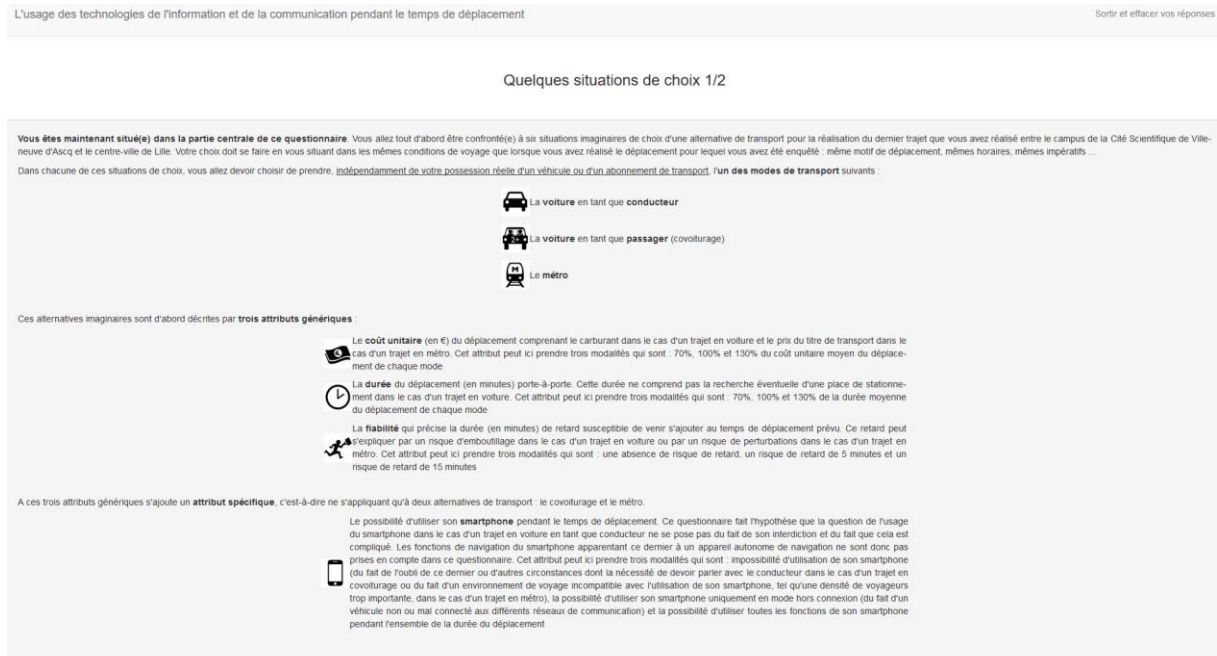 L'usage des technologies de l'information et de la communication pendant le temps de déplacement
Sortir et effacer vos réponses
Quelques situations de choix 1/2
Vous êtes maintenant situé(e) dans la partie centrale de ce questionnaire. Vous allez tout d'abord être confronté(e) à six situations imaginaires de choix d'une alternative de transport pour la réalisation du dernier trajet que vous avez réalisé entre le campus de la Cité Scientifique de Ville-
neuve d'Ascq et le centre-ville de Lille. Votre choix doit se faire en vous situant dans les mêmes conditions de voyage que lorsque vous avez réalisé le déplacement pour lequel vous avez été enquêté : même motif de déplacement, mêmes horaires, mêmes impératifs ...
Dans chacune de ces situations de choix, vous allez devoir choisir de prendre, indépendamment de votre possession réelle d'un véhicule ou d'un abonnement de transport, l'un des modes de transport suivants :
La voiture en tant que conducteur
La voiture en tant que passager (covoiturage)
M
Le métro
Ces alternatives imaginaires sont d'abord décrites par trois attributs génériques :
Le coût unitaire (en €) du déplacement comprenant le carburant dans le cas d'un trajet en voiture et le prix du titre de transport dans le
cas d'un trajet en métro. Cet attribut peut ici prendre trois modalités qui sont : 70%, 100% et 130% du coût unitaire moyen du déplace-
ment de chaque mode
La durée du déplacement (en minutes) porte-à-porte. Cette durée ne comprend pas la recherche éventuelle d'une place de stationne-
ment dans le cas d'un trajet en voiture. Cet attribut peut ici prendre trois modalités qui sont : 70%, 100% et 130% de la durée moyenne
du déplacement de chaque mode
La fiabilité qui précise la durée (en minutes) de retard susceptible de venir s'ajouter au temps de déplacement prévu. Ce retard peut
s'expliquer par un risque d'emboutillage dans le cas d'un trajet en voiture ou par un risque de perturbations dans le cas d'un trajet en
métro. Cet attribut peut ici prendre trois modalités qui sont : une absence de risque de retard, un risque de retard de 5 minutes et un
risque de retard de 15 minutes
A ces trois attributs génériques s'ajoute un attribut spécifique, c'est-à-dire ne s'appliquant qu'à deux alternatives de transport : le covoiturage et le métro.
Le possibilité d'utiliser son smartphone pendant le temps de déplacement. Ce questionnaire fait l'hypothèse que la question de l'usage
du smartphone dans le cas d'un trajet en voiture en tant que conducteur ne se pose pas du fait de son interdiction et du fait que cela est
compliqué. Les fonctions de navigation du smartphone apparentant ce dernier à un appareil autonome de navigation ne sont donc pas
prises en compte dans ce questionnaire. Cet attribut peut ici prendre trois modalités qui sont : impossibilité d'utilisation de son smartphone
(du fait de l'oubli de ce dernier ou d'autres circonstances dont la nécessité de devoir parler avec le conducteur dans le cas d'un trajet en
covoiturage ou du fait d'un environnement de voyage incompatible avec l'utilisation de son smartphone, tel qu'une densité de voyageurs
trop importante, dans le cas d'un trajet en métro), la possibilité d'utiliser son smartphone uniquement en mode hors connexion (du fait d'un
véhicule non ou mal connecté aux différents réseaux de communication) et la possibilité d'utiliser toutes les fonctions de son smartphone
pendant l'ensemble de la durée du déplacement